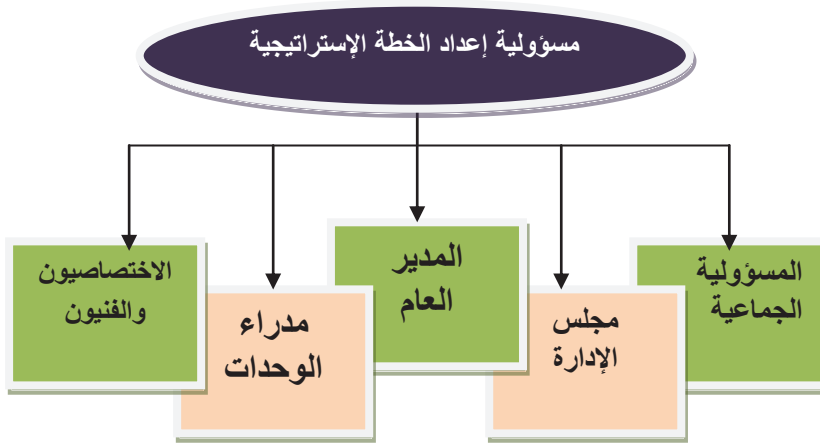 مسؤولية إعداد الخطة الإستراتيجية
المسؤولية
الجماعية
مجلس
الإدارة
المدير
العام
مدراء
الوحدات
الاختصاصيون
والفنيون